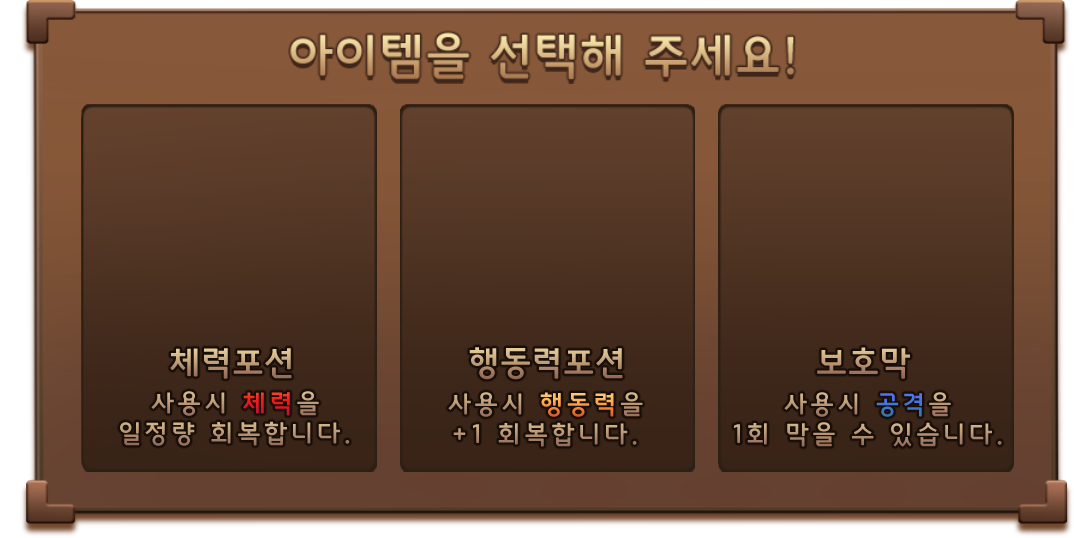 아이템을 선택해 주세요!
체력포션
사용시 체력을
일정량 회복합니다.
행동력포션
사용시 행동력을
+1 회복합니다.
보호막
사용시 공격을
1회 막을 수 있습니다.